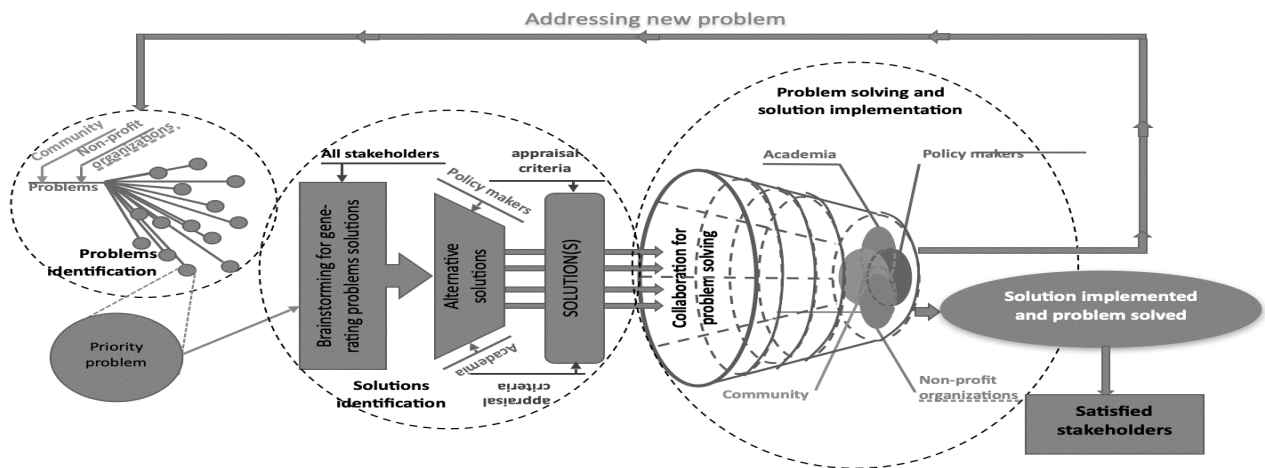 Addressing new problem
Community
Non-profit
organizations
Problems
Problems
identification
Priority
problem
All stakeholders
Brainstorming for gene-
rating problems solutions
Policy makers
Alternative
solutions
Academia
Solutions
identification
appraisal
criteria
SOLUTION(S)
appraisal
criteria
Problem solving and
solution implementation
Academia
Policy makers
Collaboration for
problem solving
Community
Non-profit
organizations
Solution implemented
and problem solved
Satisfied
stakeholders